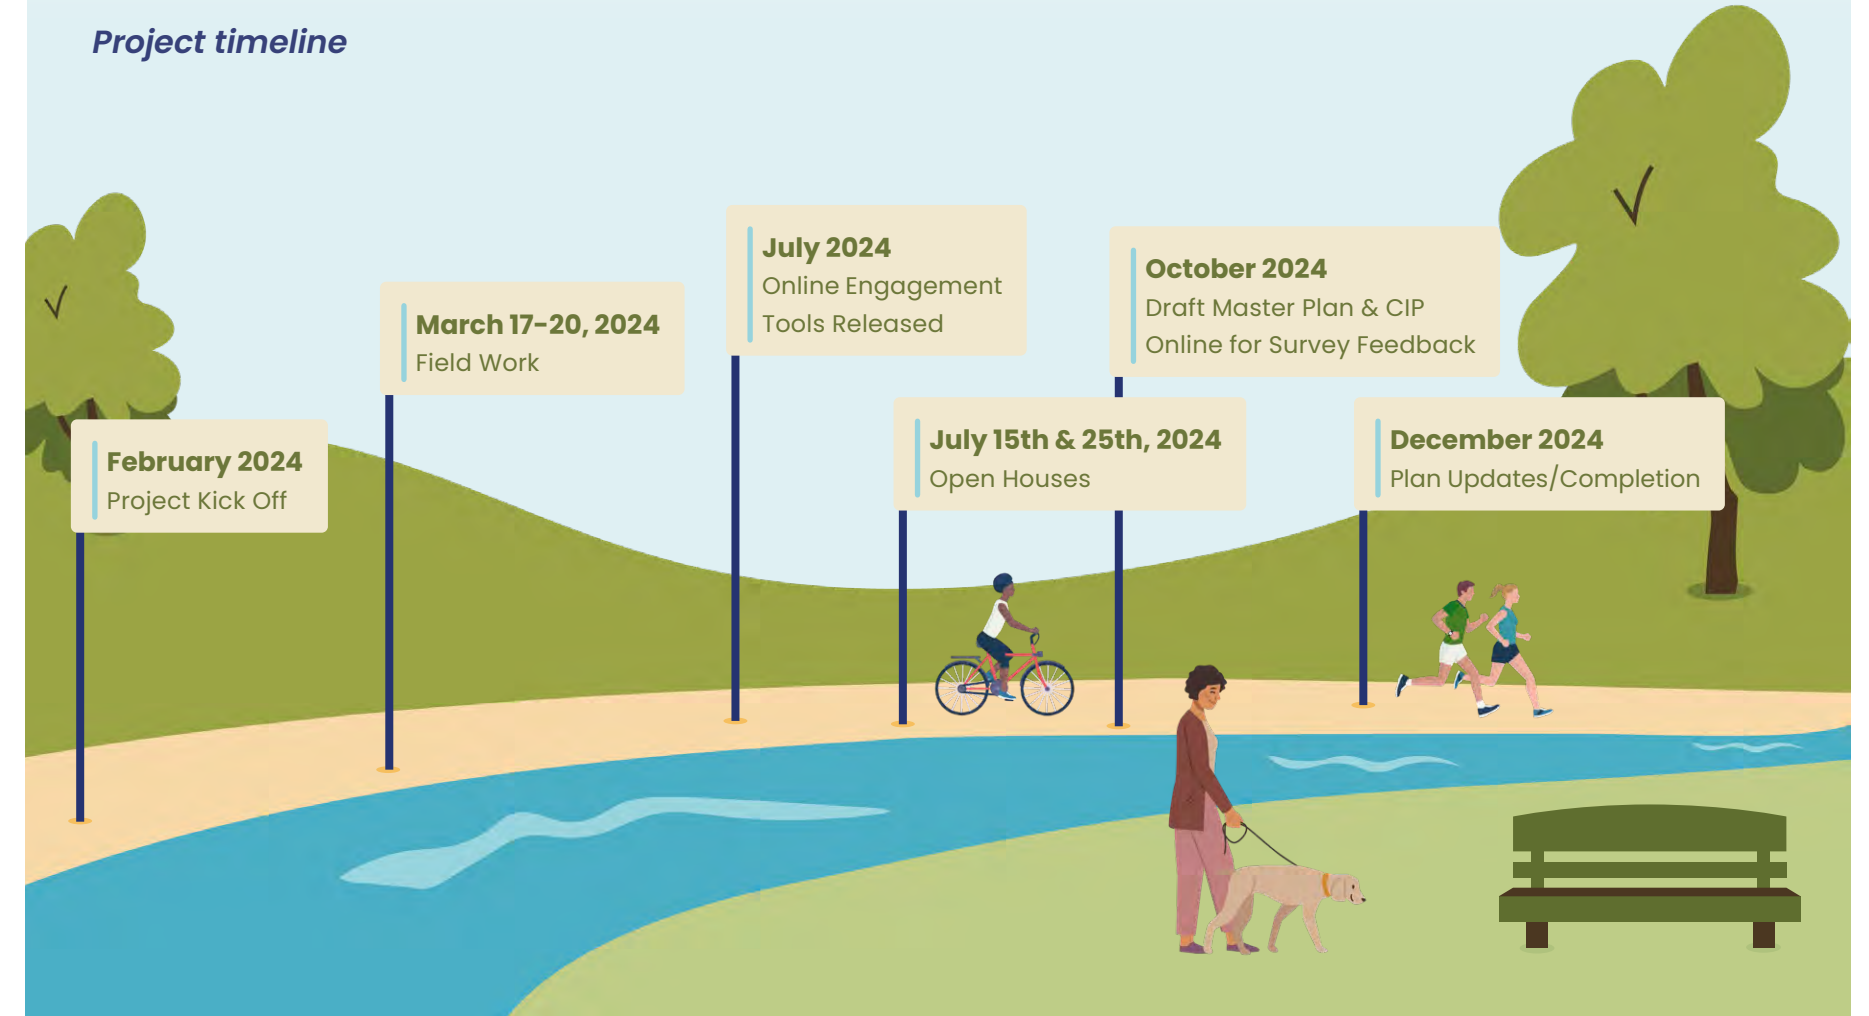 Project timeline
February 2024
Project Kick Off
March 17-20, 2024
Field Work
July 2024
Online Engagement
Tools Released
July 15th & 25th, 2024
Open Houses
October 2024
Draft Master Plan & CIP
Online for Survey Feedback
December 2024
Plan Updates/Completion